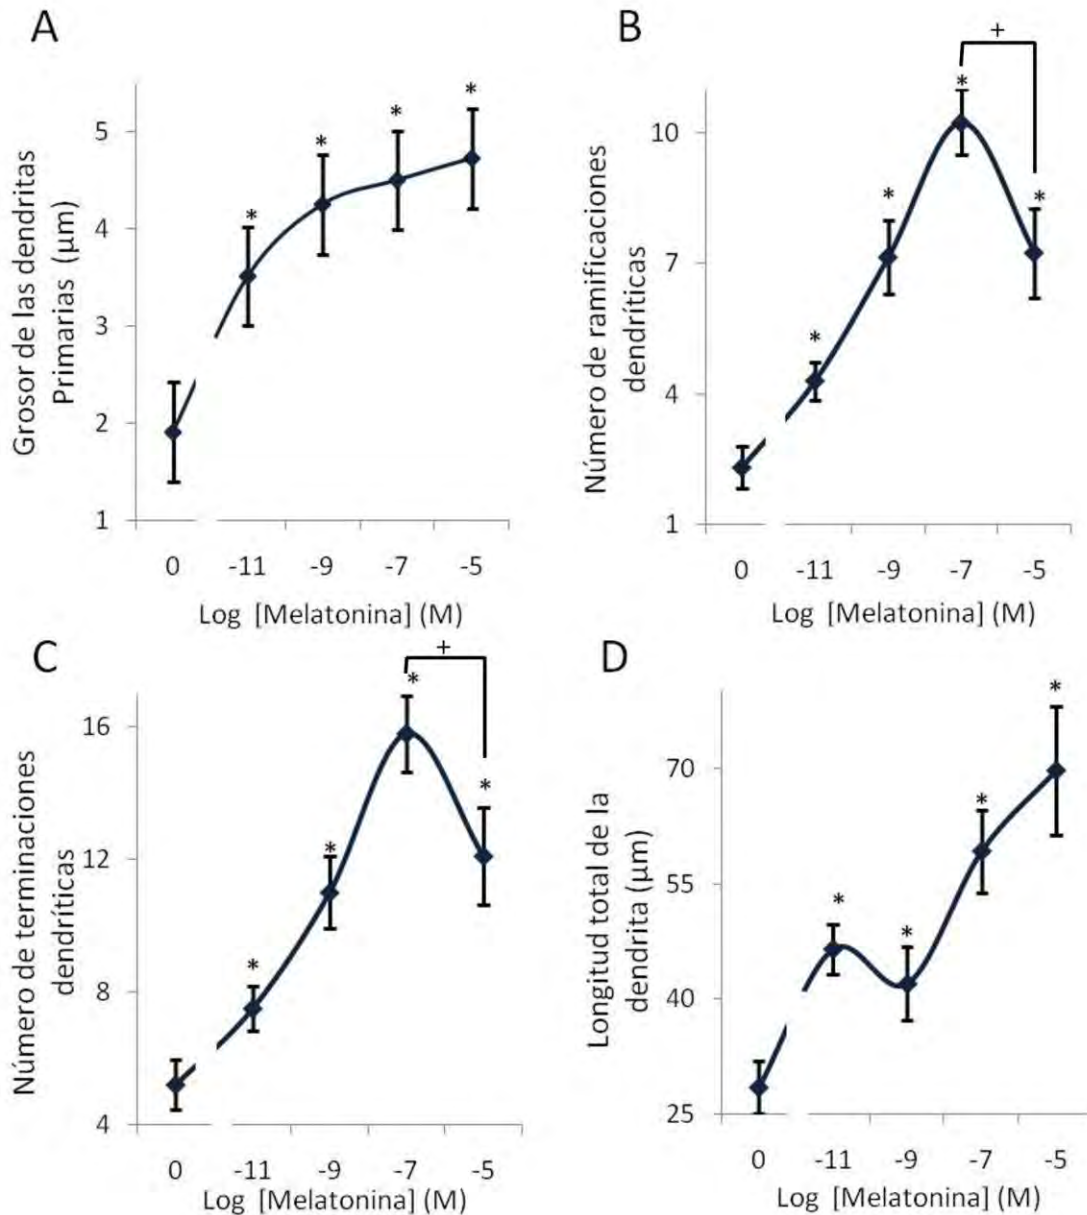 A
Grosor de las dendritas
Primarias (µm)
5
4
3
2
1
*
*
*
*
0 -11 -9 -7 -5
Log [Melatonina] (M)
B
Número de ramificaciones
dendríticas
10
7
4
1
+
*
*
*
*
0 -11 -9 -7 -5
Log [Melatonina] (M)
C
Número de terminaciones
dendríticas
16
12
8
4
+
*
*
*
*
0 -11 -9 -7 -5
Log [Melatonina] (M)
D
Longitud total de la
dendrita (µm)
70
55
40
25
*
*
*
*
0 -11 -9 -7 -5
Log [Melatonina] (M)